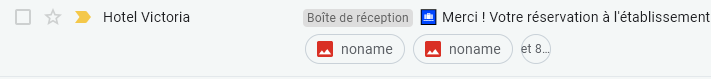 Hotel Victoria Boîte de réception Merci ! Votre réservation à l'établissement
noname noname et 8…